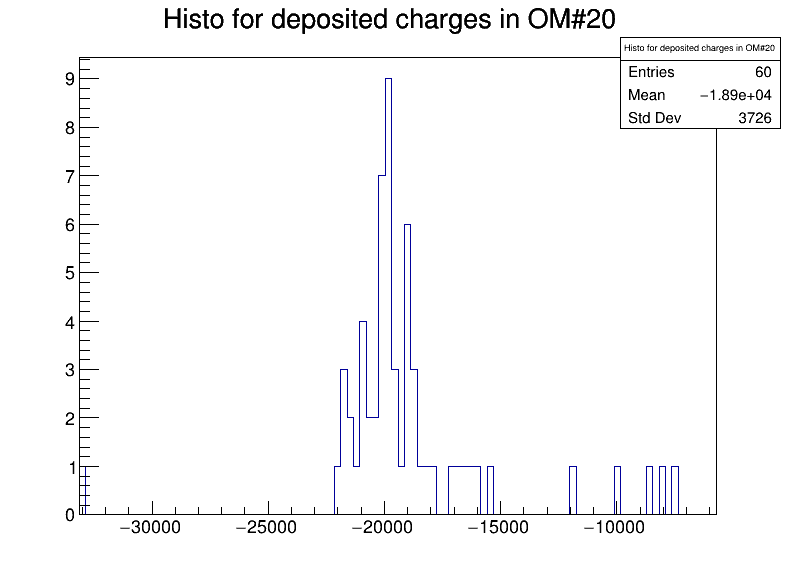 Histo for deposited charges in OM#20
Histo for deposited charges in OM#20
Entries 60
Mean −1.89e+04
Std Dev 3726
9
8
7
6
5
4
3
2
1
0
−30000 −25000 −20000 −15000 −10000